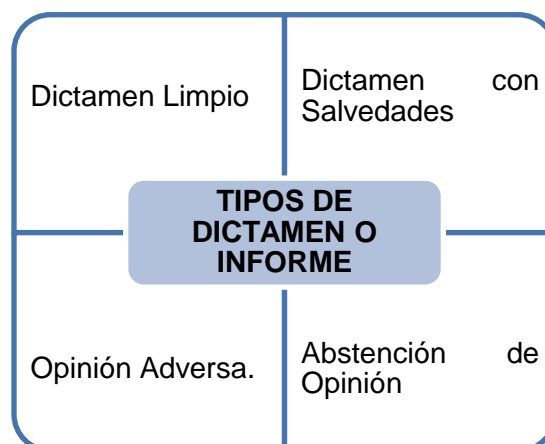 Dictamen Limpio
Dictamen con
Salvedades
TIPOS DE
DICTAMEN O
INFORME
Opinión Adversa.
Abstención de
Opinión